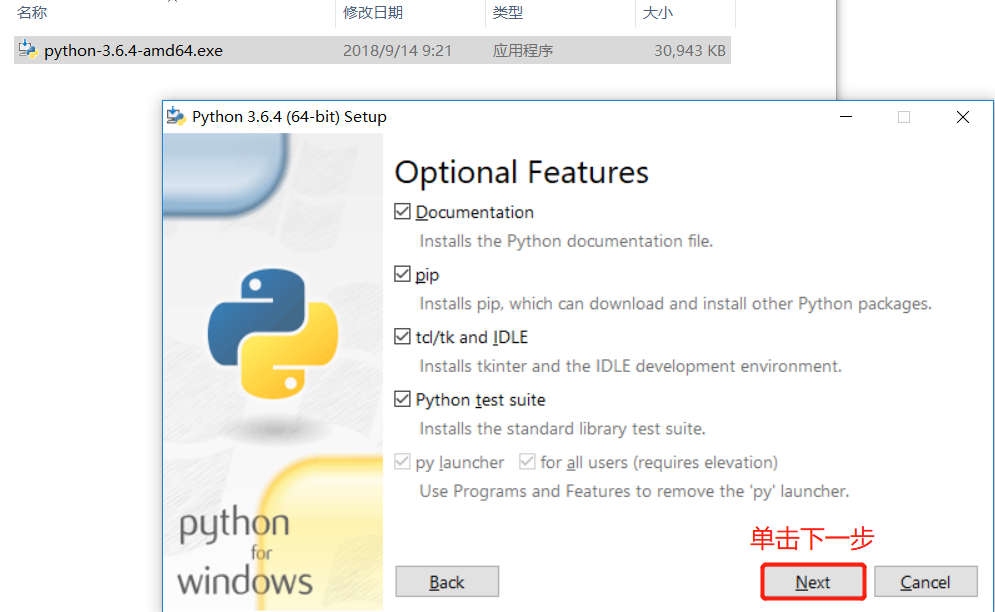 名称 修改日期 类型 大小
python-3.6.4-amd64.exe 2018/9/14 9:21 应用程序 30,943 KB
Python 3.6.4 (64-bit) Setup
Optional Features
Documentation
Installs the Python documentation file.
pip
Installs pip, which can download and install other Python packages.
tcl/tk and IDLE
Installs tkinter and the IDLE development environment.
Python test suite
Installs the standard library test suite.
py launcher for all users (requires elevation)
Use Programs and Features to remove the 'py' launcher.
python
for
windows
单击下一步
Back Next Cancel